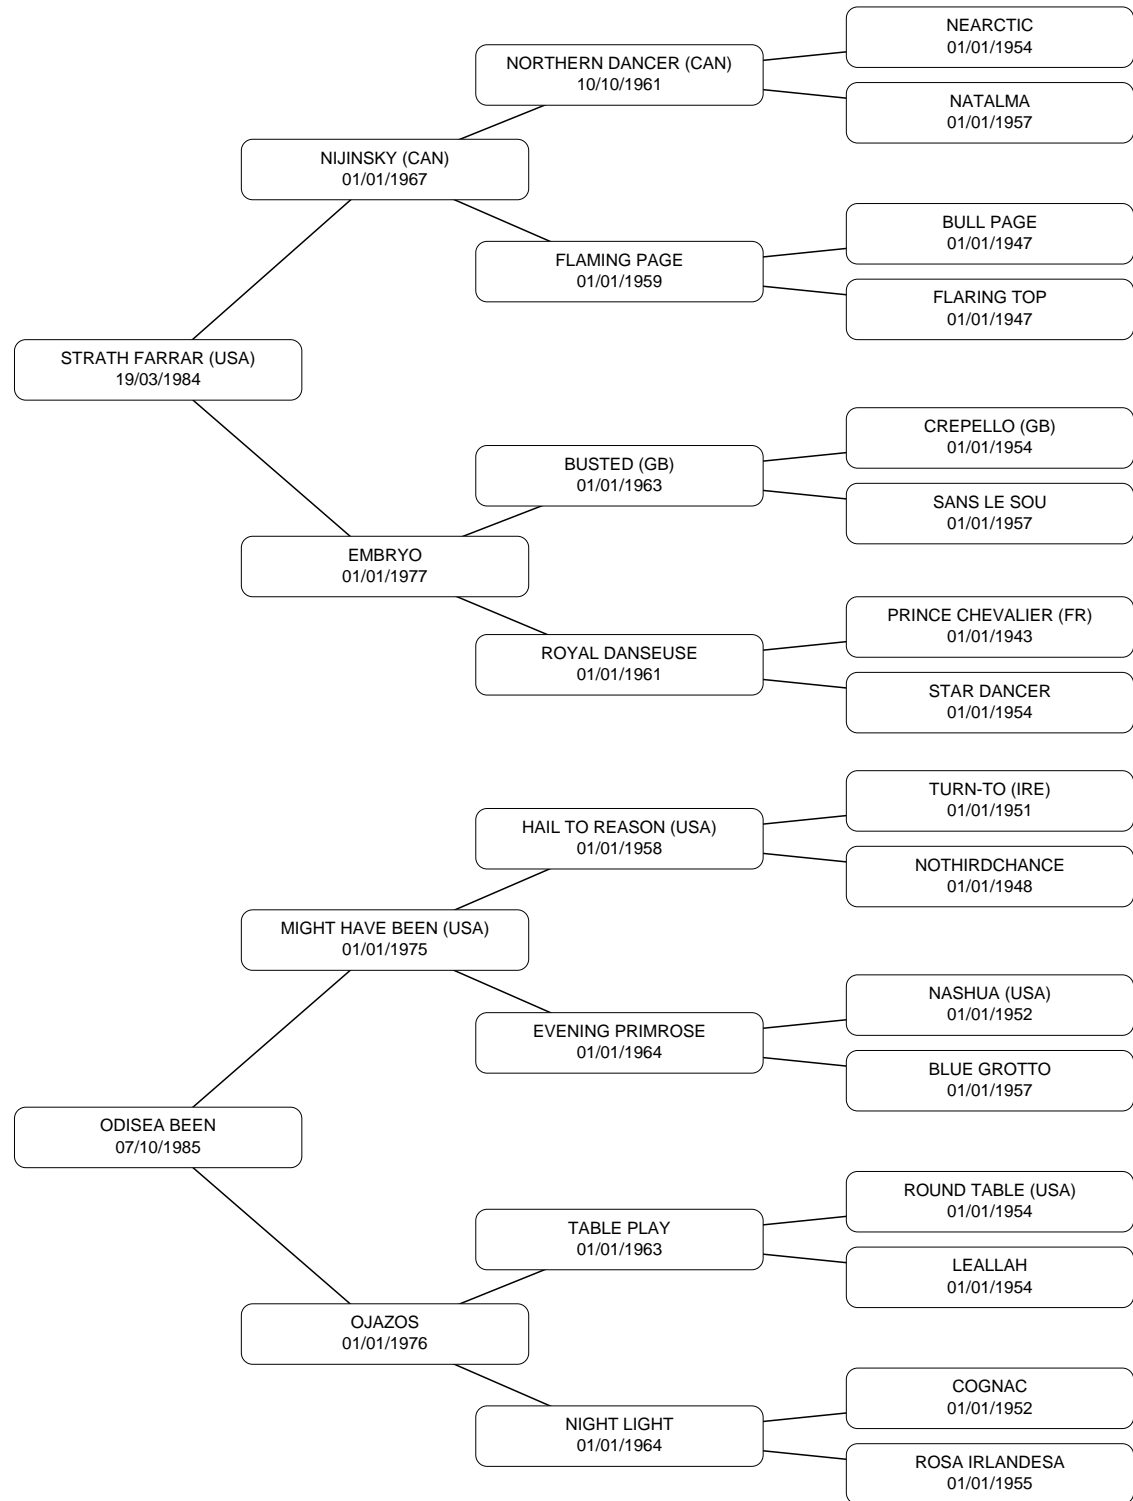 NEARCTIC
01/01/1954
NORTHERN DANCER (CAN)
10/10/1961
NATALMA
01/01/1957
NIJINSKY (CAN)
01/01/1967
BULL PAGE
01/01/1947
FLAMING PAGE
01/01/1959
FLARING TOP
01/01/1947
STRATH FARRAR (USA)
19/03/1984
CREPELLO (GB)
01/01/1954
BUSTED (GB)
01/01/1963
SANS LE SOU
01/01/1957
EMBRYO
01/01/1977
PRINCE CHEVALIER (FR)
01/01/1943
ROYAL DANSEUSE
01/01/1961
STAR DANCER
01/01/1954
TURN-TO (IRE)
01/01/1951
HAIL TO REASON (USA)
01/01/1958
NOTHIRDCHANCE
01/01/1948
MIGHT HAVE BEEN (USA)
01/01/1975
NASHUA (USA)
01/01/1952
EVENING PRIMROSE
01/01/1964
BLUE GROTTO
01/01/1957
ODISEA BEEN
07/10/1985
ROUND TABLE (USA)
01/01/1954
TABLE PLAY
01/01/1963
LEALLAH
01/01/1954
OJAZOS
01/01/1976
COGNAC
01/01/1952
NIGHT LIGHT
01/01/1964
ROSA IRLANDESA
01/01/1955